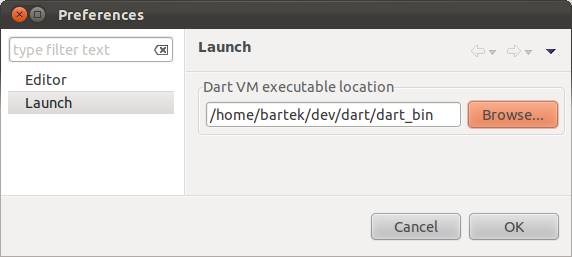 Preferences
type filter text
Editor
Launch
Launch
Dart VM executable location
/home/bartek/dev/dart/dart_bin
Browse...
Cancel
OK